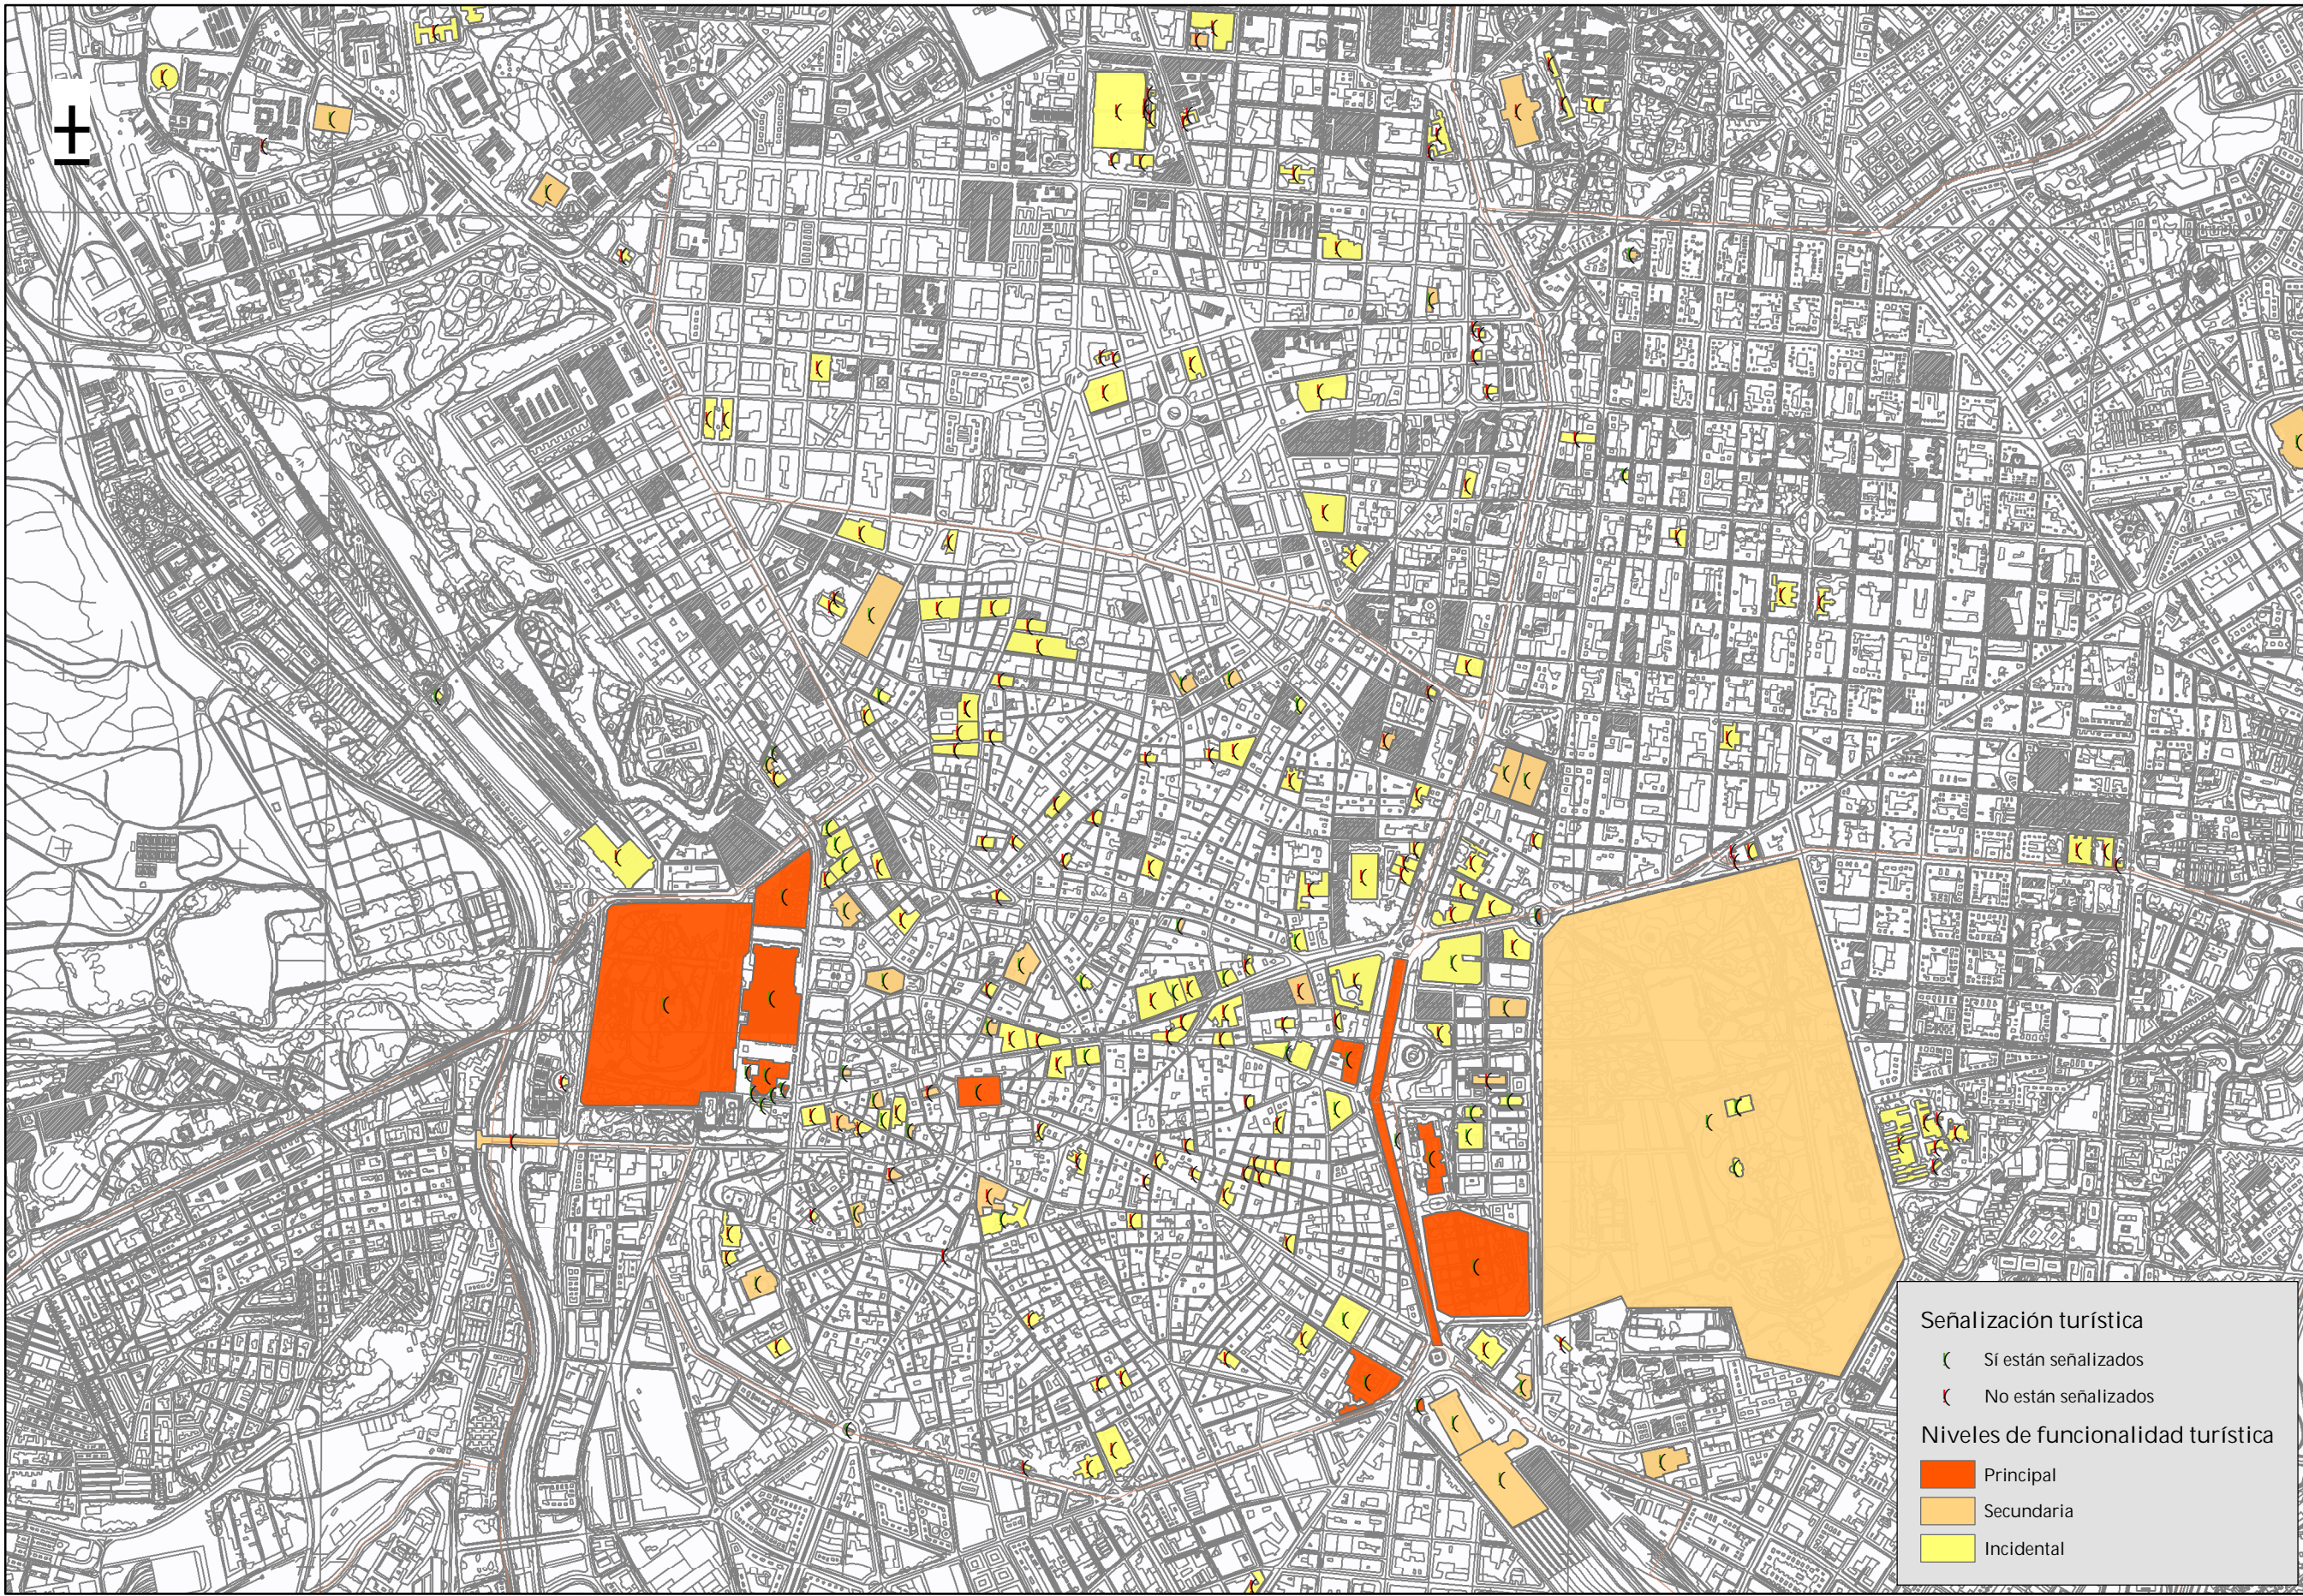 ±
Señalización turística
Sí están señalizados
No están señalizados
Niveles de funcionalidad turística
Principal
Secundaria
Incidental